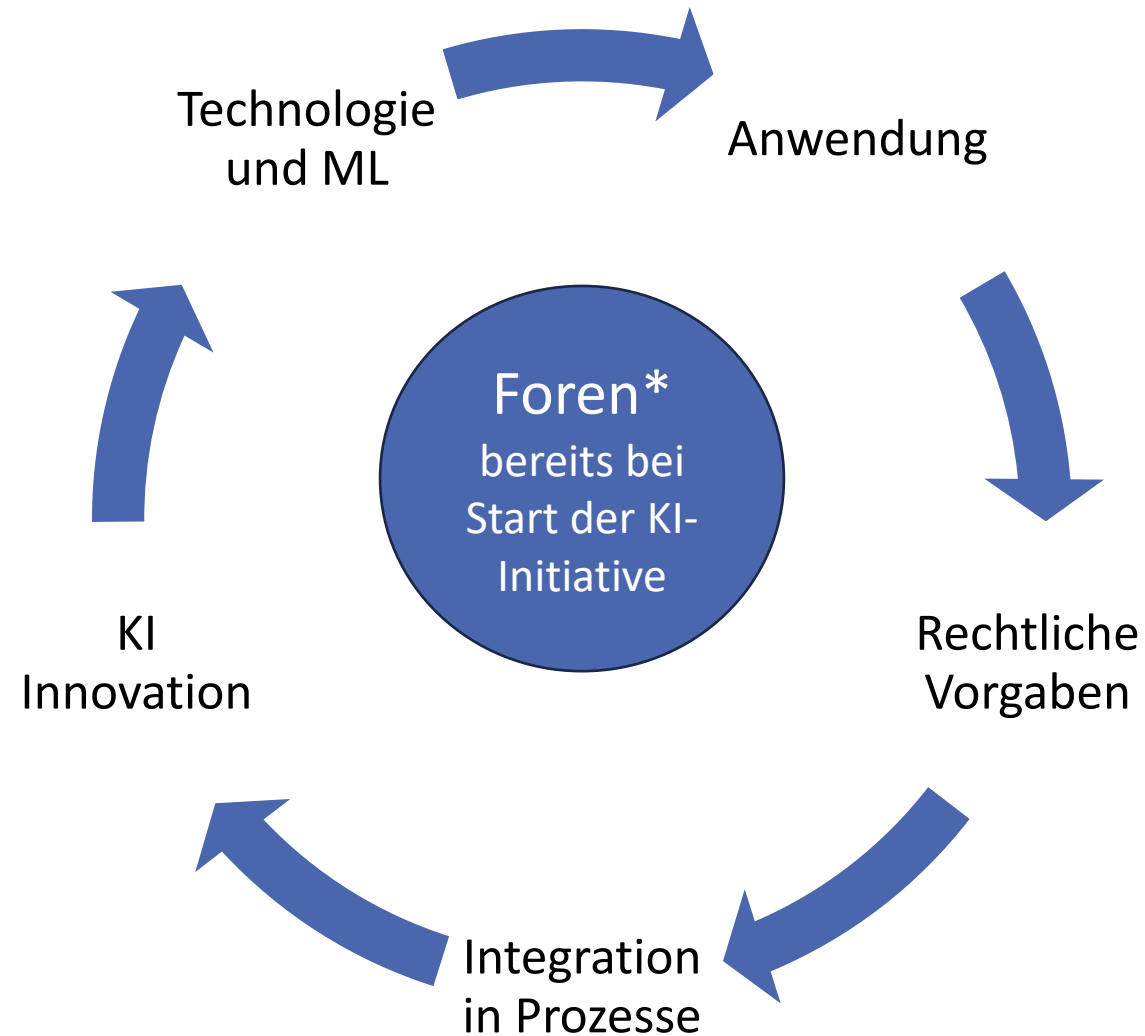 Technologie
und ML
Anwendung
Foren*
bereits bei
Start der KI-
Initiative
KI
Innovation
Rechtliche
Vorgaben
Integration
in Prozesse